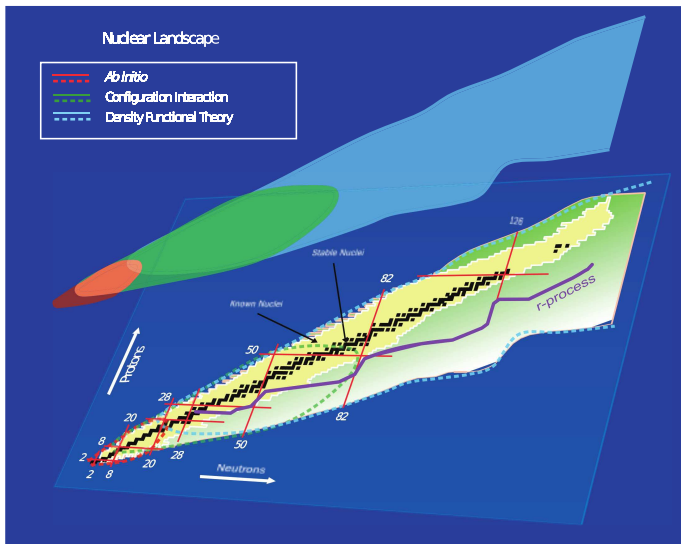 Nuclear Landscape
Ab Initio
Configuration Interaction
Density Functional Theory
126
Stable Nuclei
82
Known Nuclei
r-process
50
Protons
28
20
8
2
82
50
28
20
8
2
Neutrons